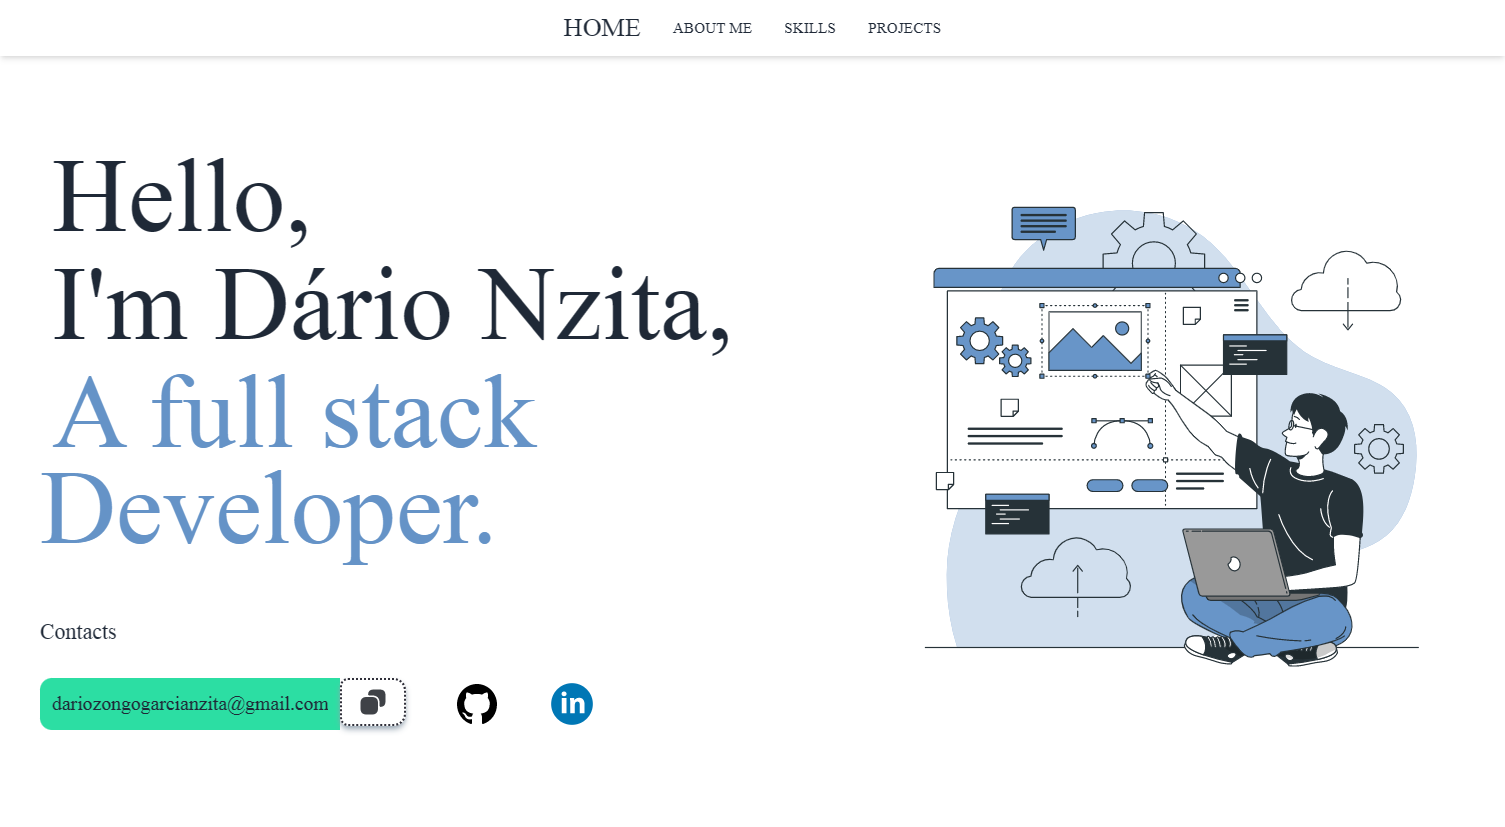 HOME ABOUT ME SKILLS PROJECTS
Hello,
I'm Dário Nzita,
A full stack
Developer.
Contacts
dariozongogarcianzita@gmail.com
in